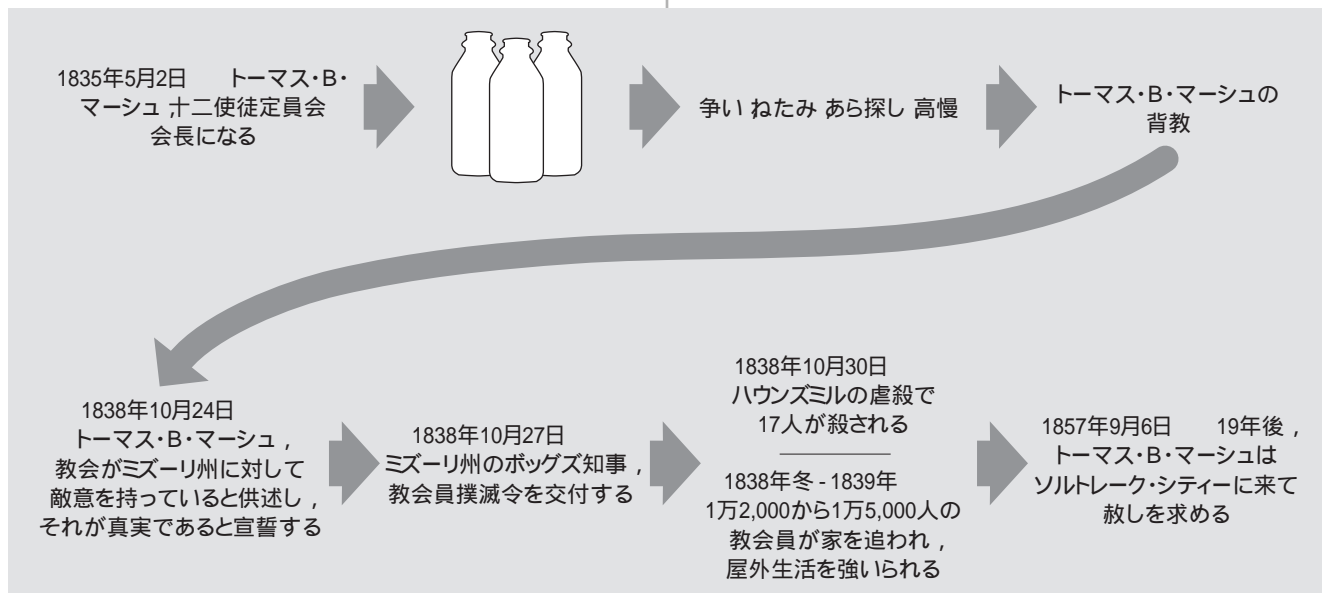 1835年5月2日　　トーマス・B・
マーシュ，十二使徒定員会
会長になる
争い，ねたみ，あら探し，高慢
トーマス・B・マーシュの
背教
1838年10月24日
トーマス・B・マーシュ，
教会がミズーリ州に対して
敵意を持っていると供述し，
それが真実であると宣誓する
1838年10月27日
ミズーリ州のボッグズ知事，
教会員撲滅令を交付する
1838年10月30日
ハウンズミルの虐殺で
17人が殺される
1838年冬 - 1839年
1万2,000から1万5,000人の
教会員が家を追われ，
屋外生活を強いられる
1857年9月6日　　19年後，
トーマス・B・マーシュは
ソルトレーク・シティーに来て
赦しを求める